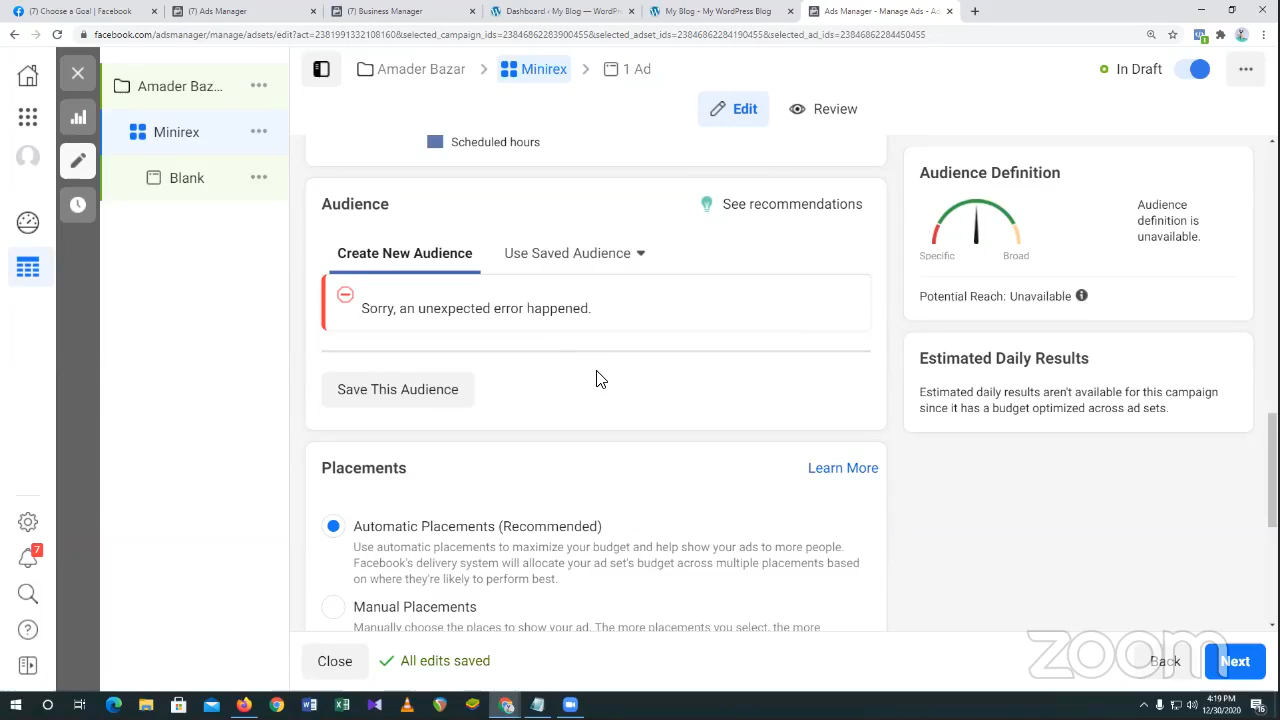 (7) Choose a Goal | Facebook
(7) Ads Manager
(7) Business Manager
Dashboard ‹ My Blog — WordPre
My Blog - My WordPress Blog
Ads Manager - Manage Ads - Ad
facebook.com/adsmanager/manage/adsets/edit?act=238199133210816
Amader Baz...
Minirex
Blank
Amader Bazar
Minirex
1 Ad
In Draft
Edit
Review
Scheduled hours
Audience
See recommendations
Create New Audience
Use Saved Audience
Sorry, an unexpected error happened.
Save This Audience
Placements
Learn More
Automatic Placements (Recommended)
Use automatic placements to maximize your budget and help show your ads to more people.
Facebook's delivery system will allocate your ad set's budget across multiple placements based
on where they're likely to perform best.
Manual Placements
Manually choose the places to show your ad. The more placements you select, the more
Audience Definition
Audience
definition is
unavailable.
Specific
Broad
Potential Reach: Unavailable
Estimated Daily Results
Estimated daily results aren't available for this campaign
since it has a budget optimized across ad sets.
7
Close
All edits saved
Back
Next
zoom
4:19 PM
12/30/2020